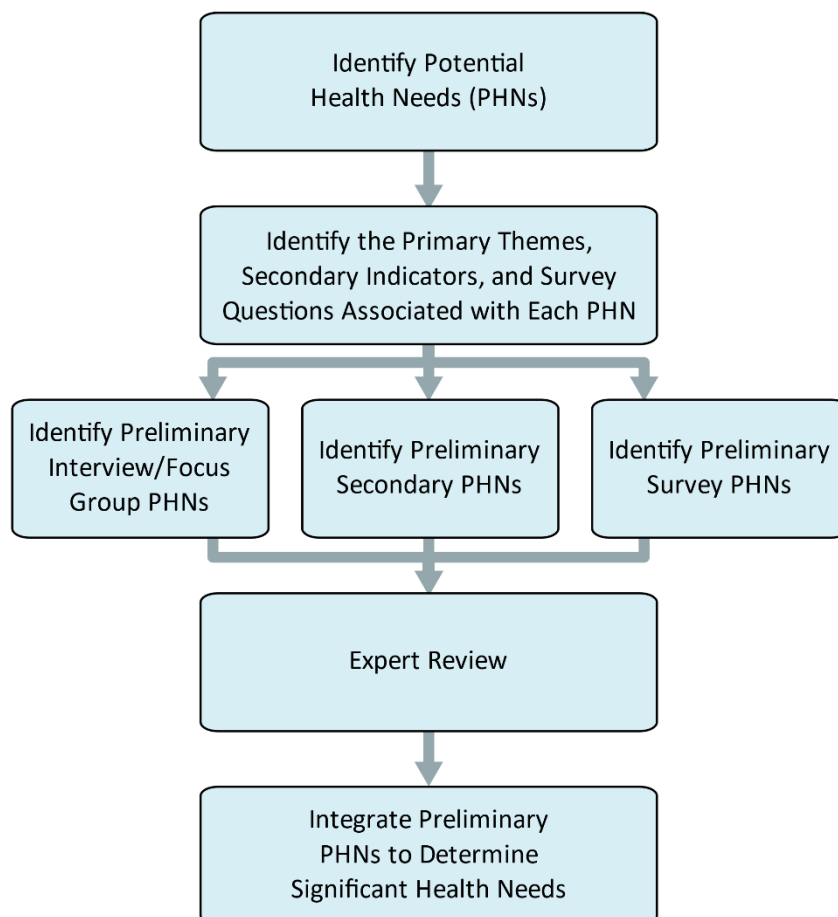 Identify Potential
Health Needs (PHNs)
Identify the Primary Themes,
Secondary Indicators, and Survey
Questions Associated with Each PHN
Identify Preliminary
Interview/Focus
Group PHNs
Identify Preliminary
Secondary PHNs
Identify Preliminary
Survey PHNs
Expert Review
Integrate Preliminary
PHNs to Determine
Significant Health Needs